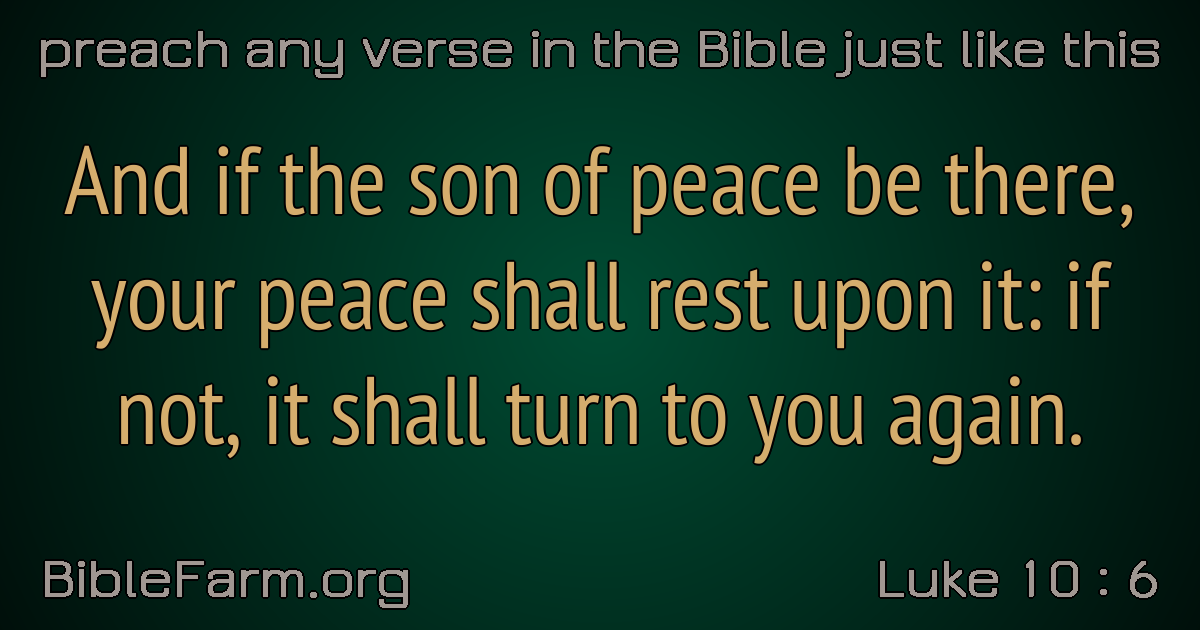 preach any verse in the Bible just like this
And if the son of peace be there,
your peace shall rest upon it: if
not, it shall turn to you again.
BibleFarm.org
Luke 10 : 6